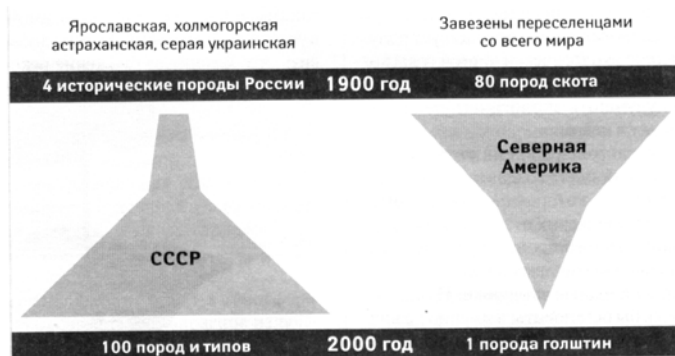 Ярославская, холмогорская
астраханская, серая украинская
Завезены переселенцами
со всего мира
4 исторические породы России 1900 год 80 пород скота
Северная
Америка
СССР
100 пород и типов 2000 год 1 порода голштин